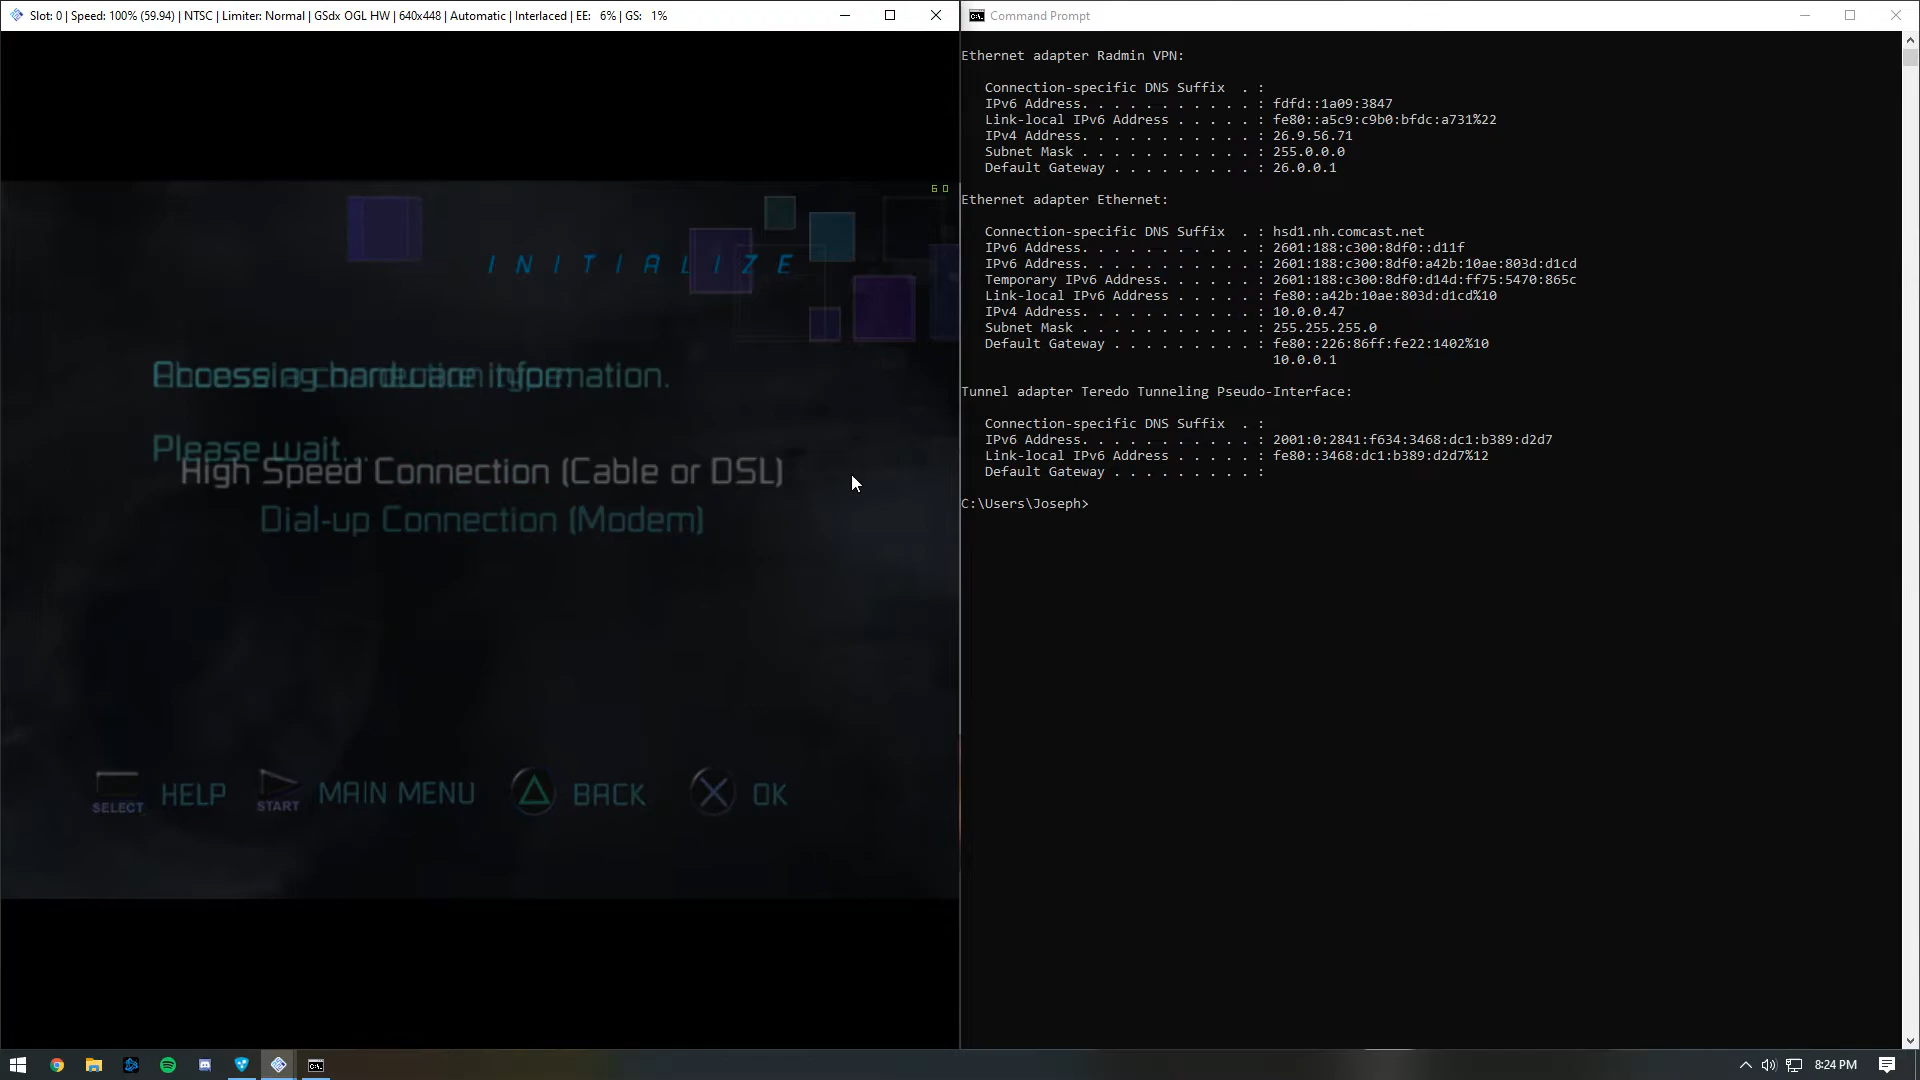 Slot: 0 | Speed: 100% (59.94) | NTSC | Limiter: Normal | GSdx OGL HW | 640x448 | Automatic | Interlaced | EE:   6% | GS:   1%
60
INITIALIZE
Accessing hardware information.
Choose a connection type:
Please wait...
High Speed Connection (Cable or DSL)
Dial-up Connection (Modem)
SELECT HELP START MAIN MENU BACK OK
Command Prompt
Ethernet adapter Radmin VPN:
Connection-specific DNS Suffix  . :
IPv6 Address. . . . . . . . . . . : fdfd::1a09:3847
Link-local IPv6 Address . . . . . : fe80::a5c9:c9b0:bfdc:a731%22
IPv4 Address. . . . . . . . . . . : 26.9.56.71
Subnet Mask . . . . . . . . . . . : 255.0.0.0
Default Gateway . . . . . . . . . : 26.0.0.1
Ethernet adapter Ethernet:
Connection-specific DNS Suffix  . : hsd1.nh.comcast.net
IPv6 Address. . . . . . . . . . . : 2601:188:c300:8df0::d11f
IPv6 Address. . . . . . . . . . . : 2601:188:c300:8df0:a42b:10ae:803d:d1cd
Temporary IPv6 Address. . . . . . : 2601:188:c300:8df0:d14d:ff75:5470:865c
Link-local IPv6 Address . . . . . : fe80::a42b:10ae:803d:d1cd%10
IPv4 Address. . . . . . . . . . . : 10.0.0.47
Subnet Mask . . . . . . . . . . . : 255.255.255.0
Default Gateway . . . . . . . . . : fe80::226:86ff:fe22:1402%10
10.0.0.1
Tunnel adapter Teredo Tunneling Pseudo-Interface:
Connection-specific DNS Suffix  . :
IPv6 Address. . . . . . . . . . . : 2001:0:2841:f634:3468:dc1:b389:d2d7
Link-local IPv6 Address . . . . . : fe80::3468:dc1:b389:d2d7%12
Default Gateway . . . . . . . . . :
C:\Users\Joseph>
8:24 PM